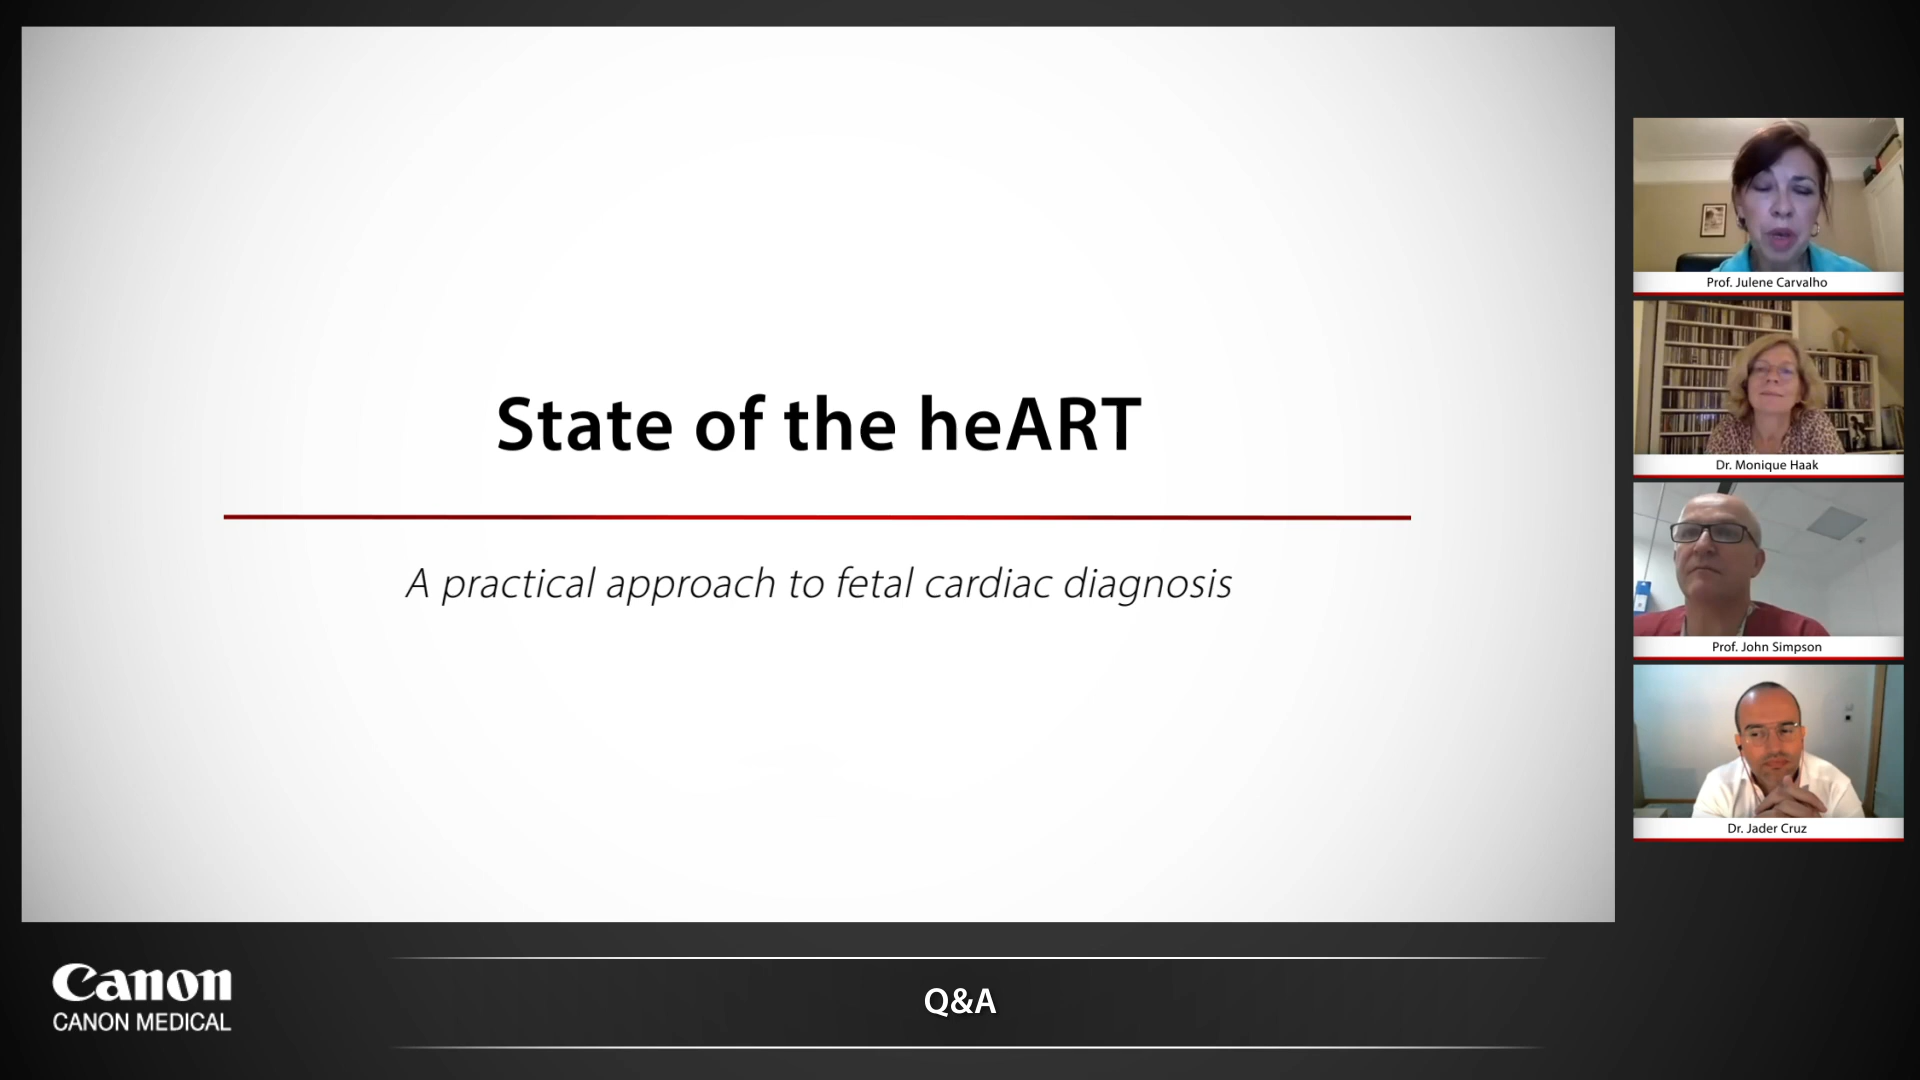 State of the heART
A practical approach to fetal cardiac diagnosis
Prof. Julene Carvalho
Dr. Monique Haak
Prof. John Simpson
Dr. Jader Cruz
Canon
CANON MEDICAL
Q&A